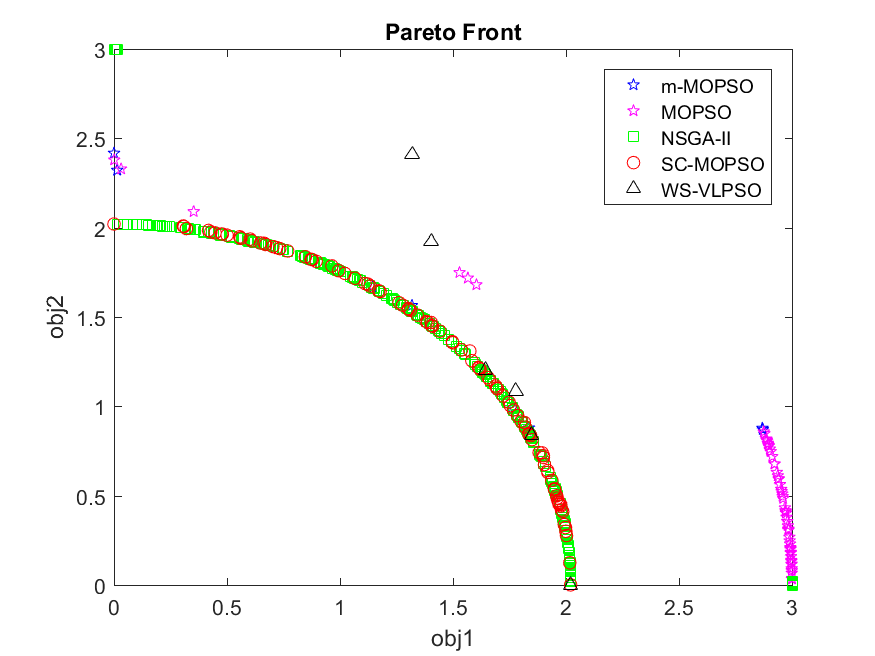 Pareto Front
m-MOPSO
MOPSO
NSGA-II
SC-MOPSO
WS-VLPSO
obj2
3
2.5
2
1.5
1
0.5
0
0
0.5
1
1.5
2
2.5
3
obj1